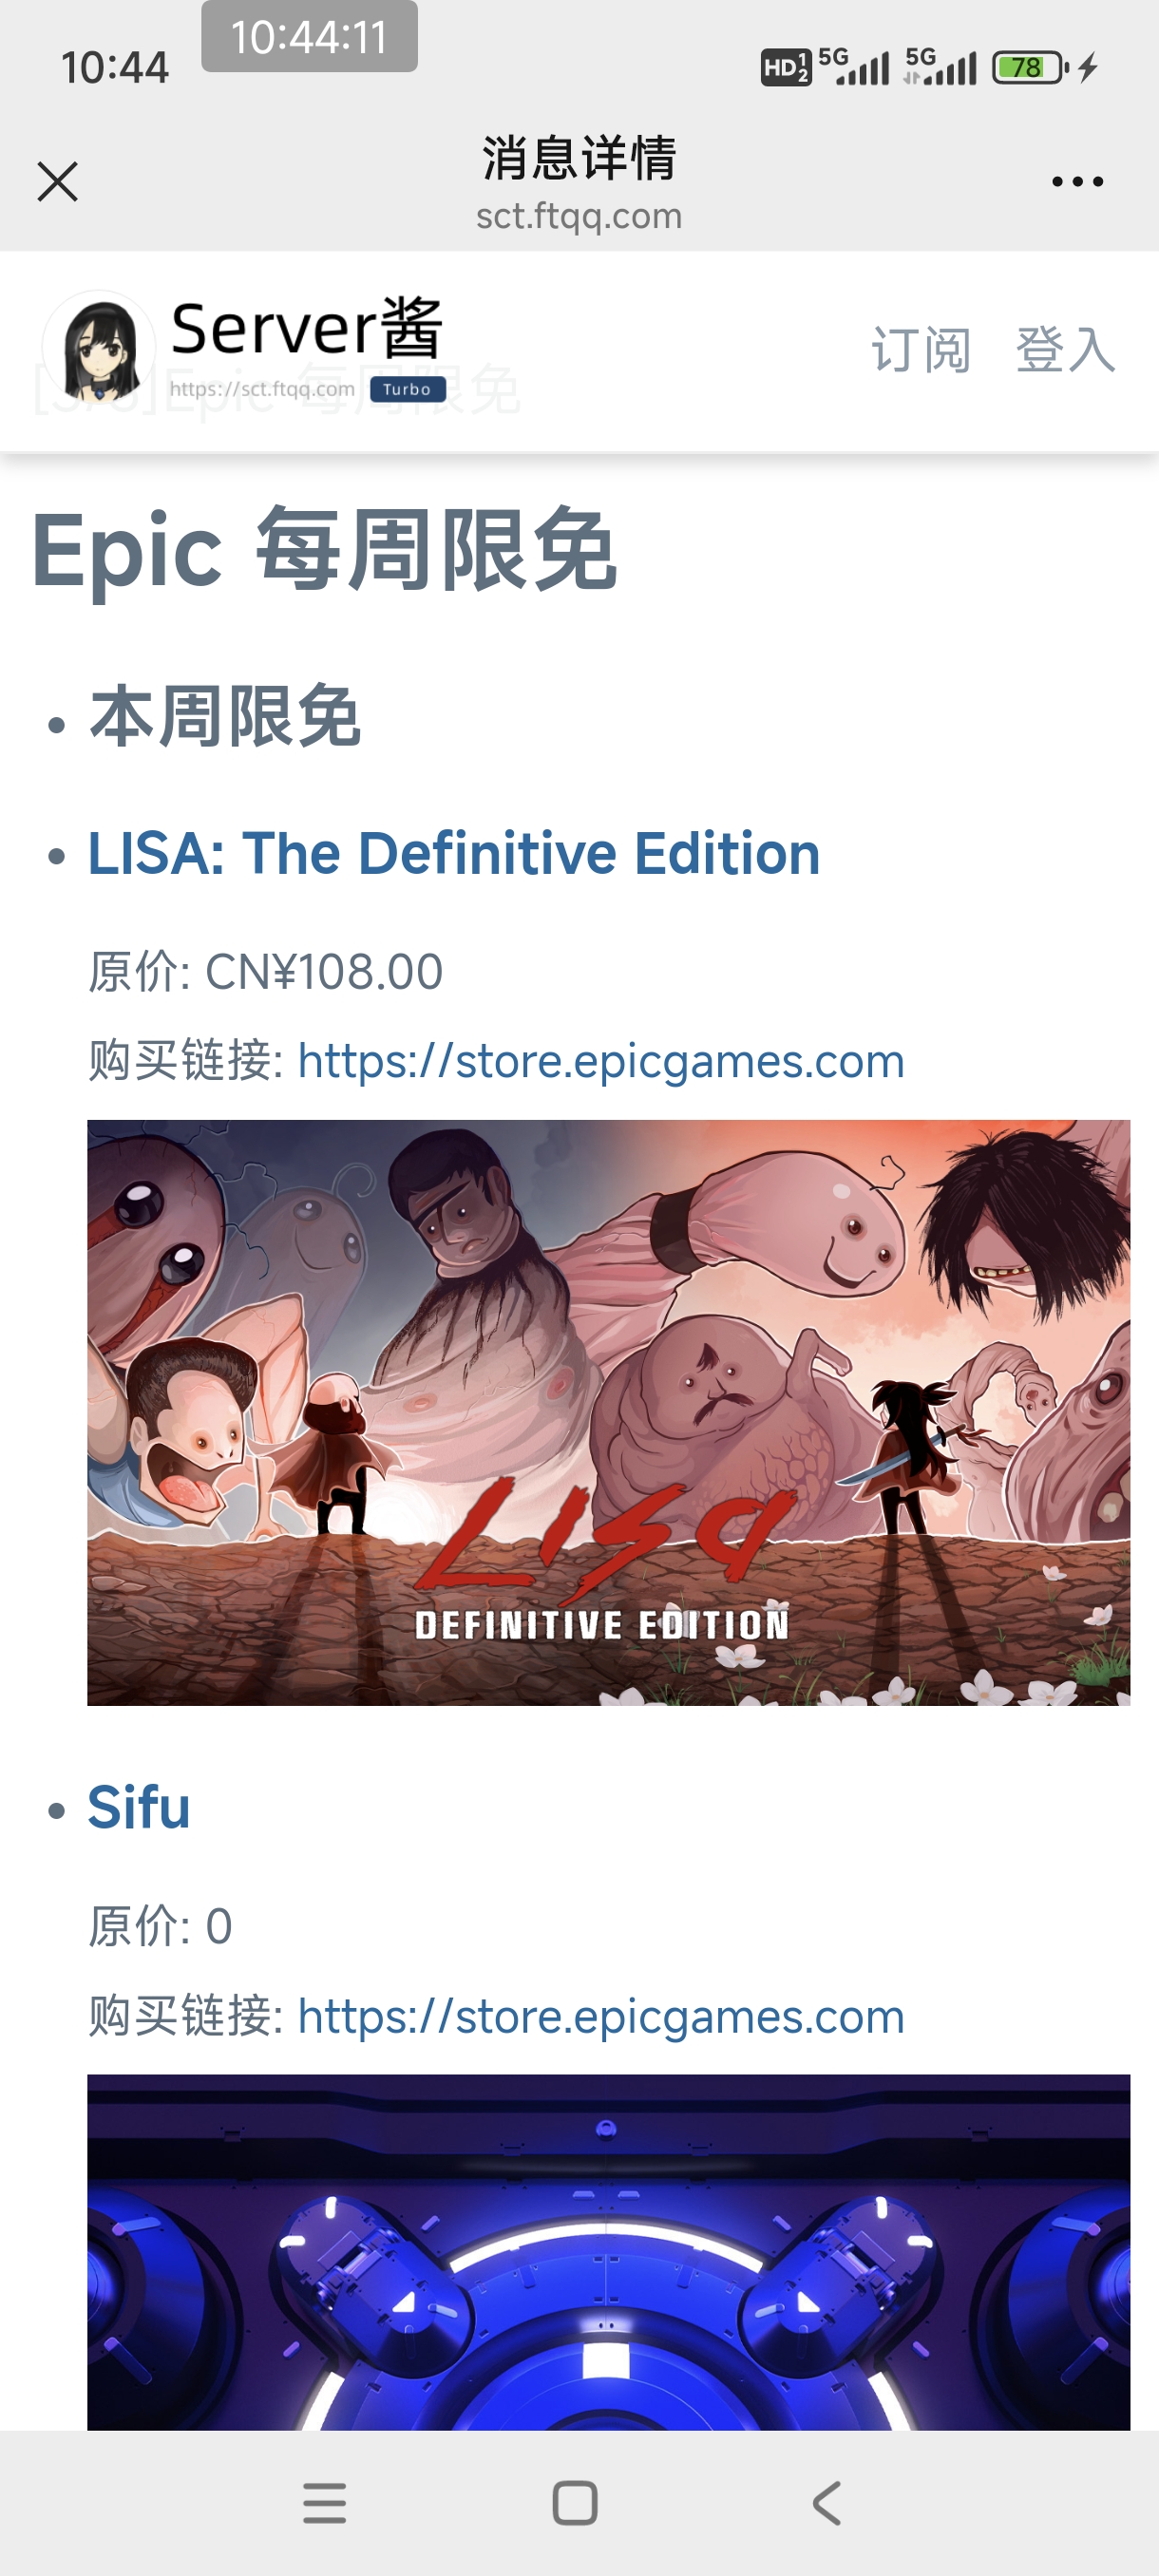 10:44
10:44:11
HD 1 2
5G
5G
78
消息详情
sct.ftqq.com
Server酱
https://sct.ftqq.com
Turbo
订阅 登入
Epic 每周限免
Epic 每周限免
本周限免
LISA: The Definitive Edition
原价: CN¥108.00
购买链接: https://store.epicgames.com
LISA
DEFINITIVE EDITION
Sifu
原价: 0
购买链接: https://store.epicgames.com